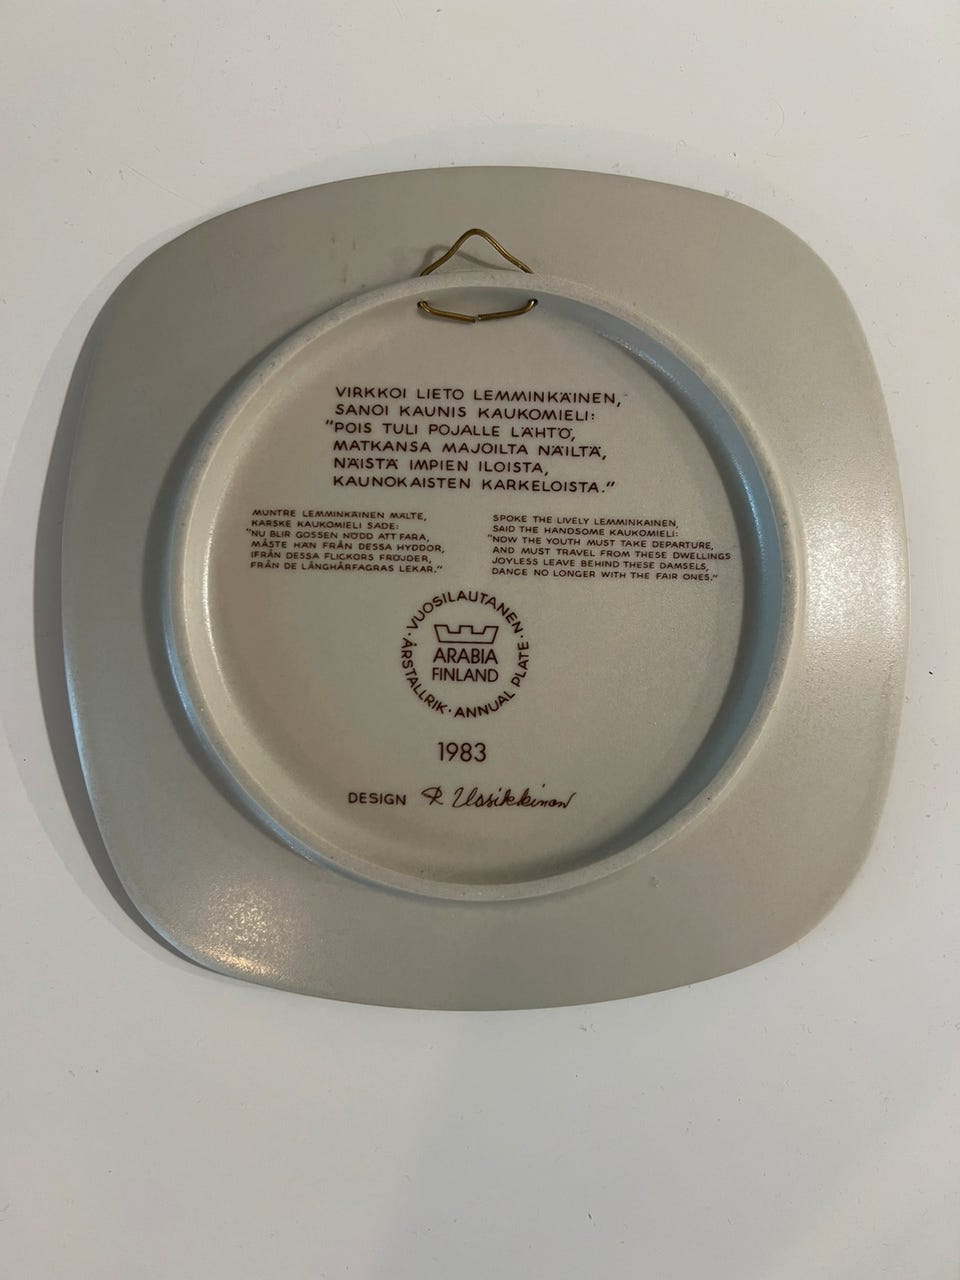 VIRKKOI LIETO LEMMINKÄINEN,
SANOI KAUNIS KAUKOMIELI:
"POIS TULI POJALLE LÄHTÖ,
MATKANSA MAJOILTA NÄILTÄ,
NÄISTÄ IMPIEN ILOISTA,
KAUNOKAISTEN KARKELOISTA."
MUNTRE LEMMINKÄINEN MÄLTE,
KARSKE KAUKOMIELI SADE:
"NU BLIR GOSSEN NÖDD ATT FARA,
MÅSTE HÄN FRÅN DESSA HYDDOR,
IFRÅN DESSA FLICKORS FRÖJDER,
FRÅN DE LÅNGHÅRFAGRAS LEKAR."
SPOKE THE LIVELY LEMMINKAINEN,
SAID THE HANDSOME KAUKOMIELI:
"NOW THE YOUTH MUST TAKE DEPARTURE,
AND MUST TRAVEL FROM THESE DWELLINGS
JOYLESS LEAVE BEHIND THESE DAMSELS,
DANCE NO LONGER WITH THE FAIR ONES."
VUOSILAUTANEN · ANNUAL PLATE · ÅRSTALLRIK ·
ARABIA
FINLAND
1983
DESIGN R. Uosikkinen